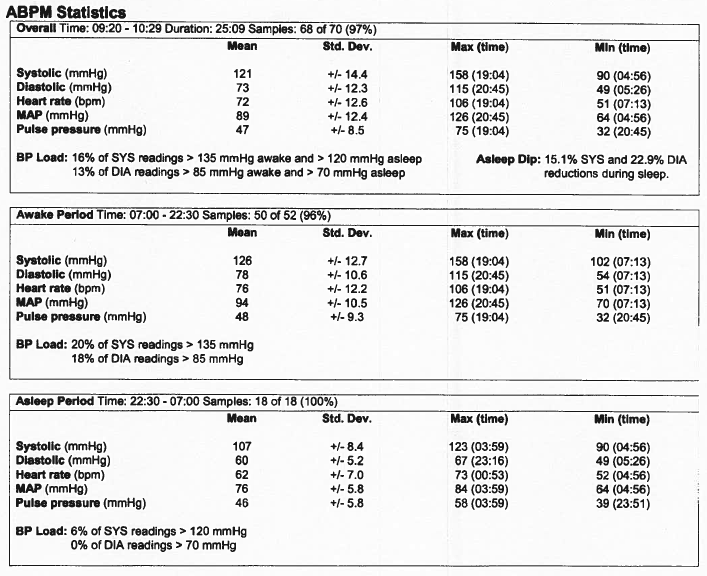 ABPM Statistics
Overall Time: 09:20 - 10:29 Duration: 25:09 Samples: 68 of 70 (97%)
Mean Std. Dev. Max (time) Min (time)
Systolic (mmHg) 121 +/- 14.4 158 (19:04) 90 (04:56)
Diastolic (mmHg) 73 +/- 12.3 115 (20:45) 49 (05:26)
Heart rate (bpm) 72 +/- 12.6 106 (19:04) 51 (07:13)
MAP (mmHg) 89 +/- 12.4 126 (20:45) 64 (04:56)
Pulse pressure (mmHg) 47 +/- 8.5 75 (19:04) 32 (20:45)
BP Load: 16% of SYS readings > 135 mmHg awake and > 120 mmHg asleep Asleep Dip: 15.1% SYS and 22.9% DIA
13% of DIA readings > 85 mmHg awake and > 70 mmHg asleep reductions during sleep.
Awake Period Time: 07:00 - 22:30 Samples: 50 of 52 (96%)
Mean Std. Dev. Max (time) Min (time)
Systolic (mmHg) 126 +/- 12.7 158 (19:04) 102 (07:13)
Diastolic (mmHg) 78 +/- 10.6 115 (20:45) 54 (07:13)
Heart rate (bpm) 76 +/- 12.2 106 (19:04) 51 (07:13)
MAP (mmHg) 94 +/- 10.5 126 (20:45) 70 (07:13)
Pulse pressure (mmHg) 48 +/- 9.3 75 (19:04) 32 (20:45)
BP Load: 20% of SYS readings > 135 mmHg
18% of DIA readings > 85 mmHg
Asleep Period Time: 22:30 - 07:00 Samples: 18 of 18 (100%)
Mean Std. Dev. Max (time) Min (time)
Systolic (mmHg) 107 +/- 8.4 123 (03:59) 90 (04:56)
Diastolic (mmHg) 60 +/- 5.2 67 (23:16) 49 (05:26)
Heart rate (bpm) 62 +/- 7.0 73 (00:53) 52 (04:56)
MAP (mmHg) 76 +/- 5.8 84 (03:59) 64 (04:56)
Pulse pressure (mmHg) 46 +/- 5.8 58 (03:59) 39 (23:51)
BP Load: 6% of SYS readings > 120 mmHg
0% of DIA readings > 70 mmHg